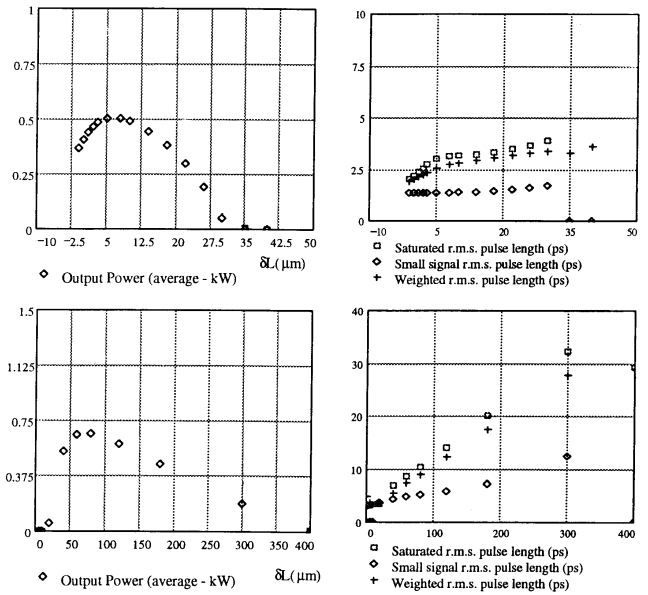 1
0.75
0.5
0.25
0
−10 −2.5 5 12.5 20 27.5 35 42.5 50
δL(μm)
◇ Output Power (average - kW)
10
7.5
5
2.5
0
−10 5 20 35 50
□ Saturated r.m.s. pulse length (ps)
◇ Small signal r.m.s. pulse length (ps)
+ Weighted r.m.s. pulse length (ps)
1.5
1.125
0.75
0.375
0
0 50 100 150 200 250 300 350 400
◇ Output Power (average - kW) δL(μm)
40
30
20
10
0
0 100 200 300 400
□ Saturated r.m.s. pulse length (ps)
◇ Small signal r.m.s. pulse length (ps)
+ Weighted r.m.s. pulse length (ps)